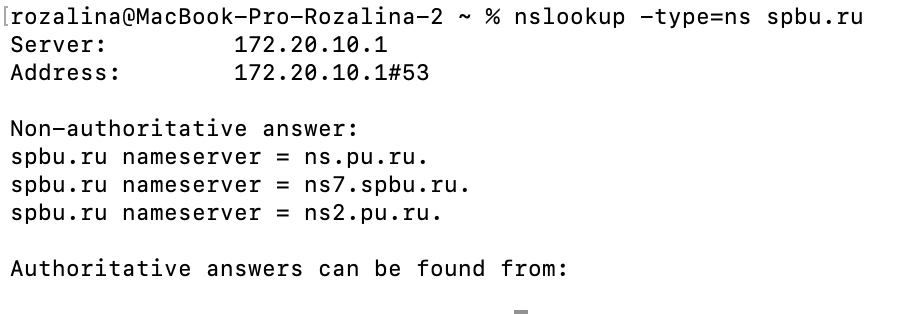 [rozalina@MacBook-Pro-Rozalina-2 ~ % nslookup -type=ns spbu.ru
Server: 172.20.10.1
Address: 172.20.10.1#53
Non-authoritative answer:
spbu.ru nameserver = ns.pu.ru.
spbu.ru nameserver = ns7.spbu.ru.
spbu.ru nameserver = ns2.pu.ru.
Authoritative answers can be found from: